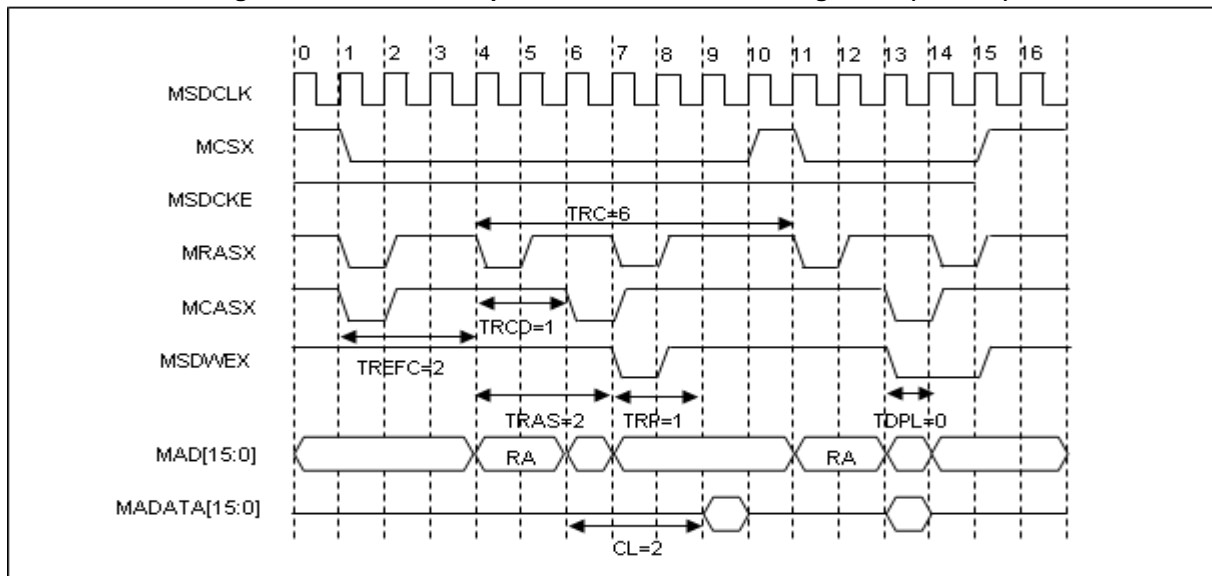 0 1 2 3 4 5 6 7 8 9 10 11 12 13 14 15 16
MSDCLK
MCSX
MSDCKE
TRC=6
MRASX
MCASX
TRCD=1
MSDWEX
TREFC=2
TRAS=2 TRP=1 TDPL=0
MAD[15:0] RA RA
MADATA[15:0]
CL=2